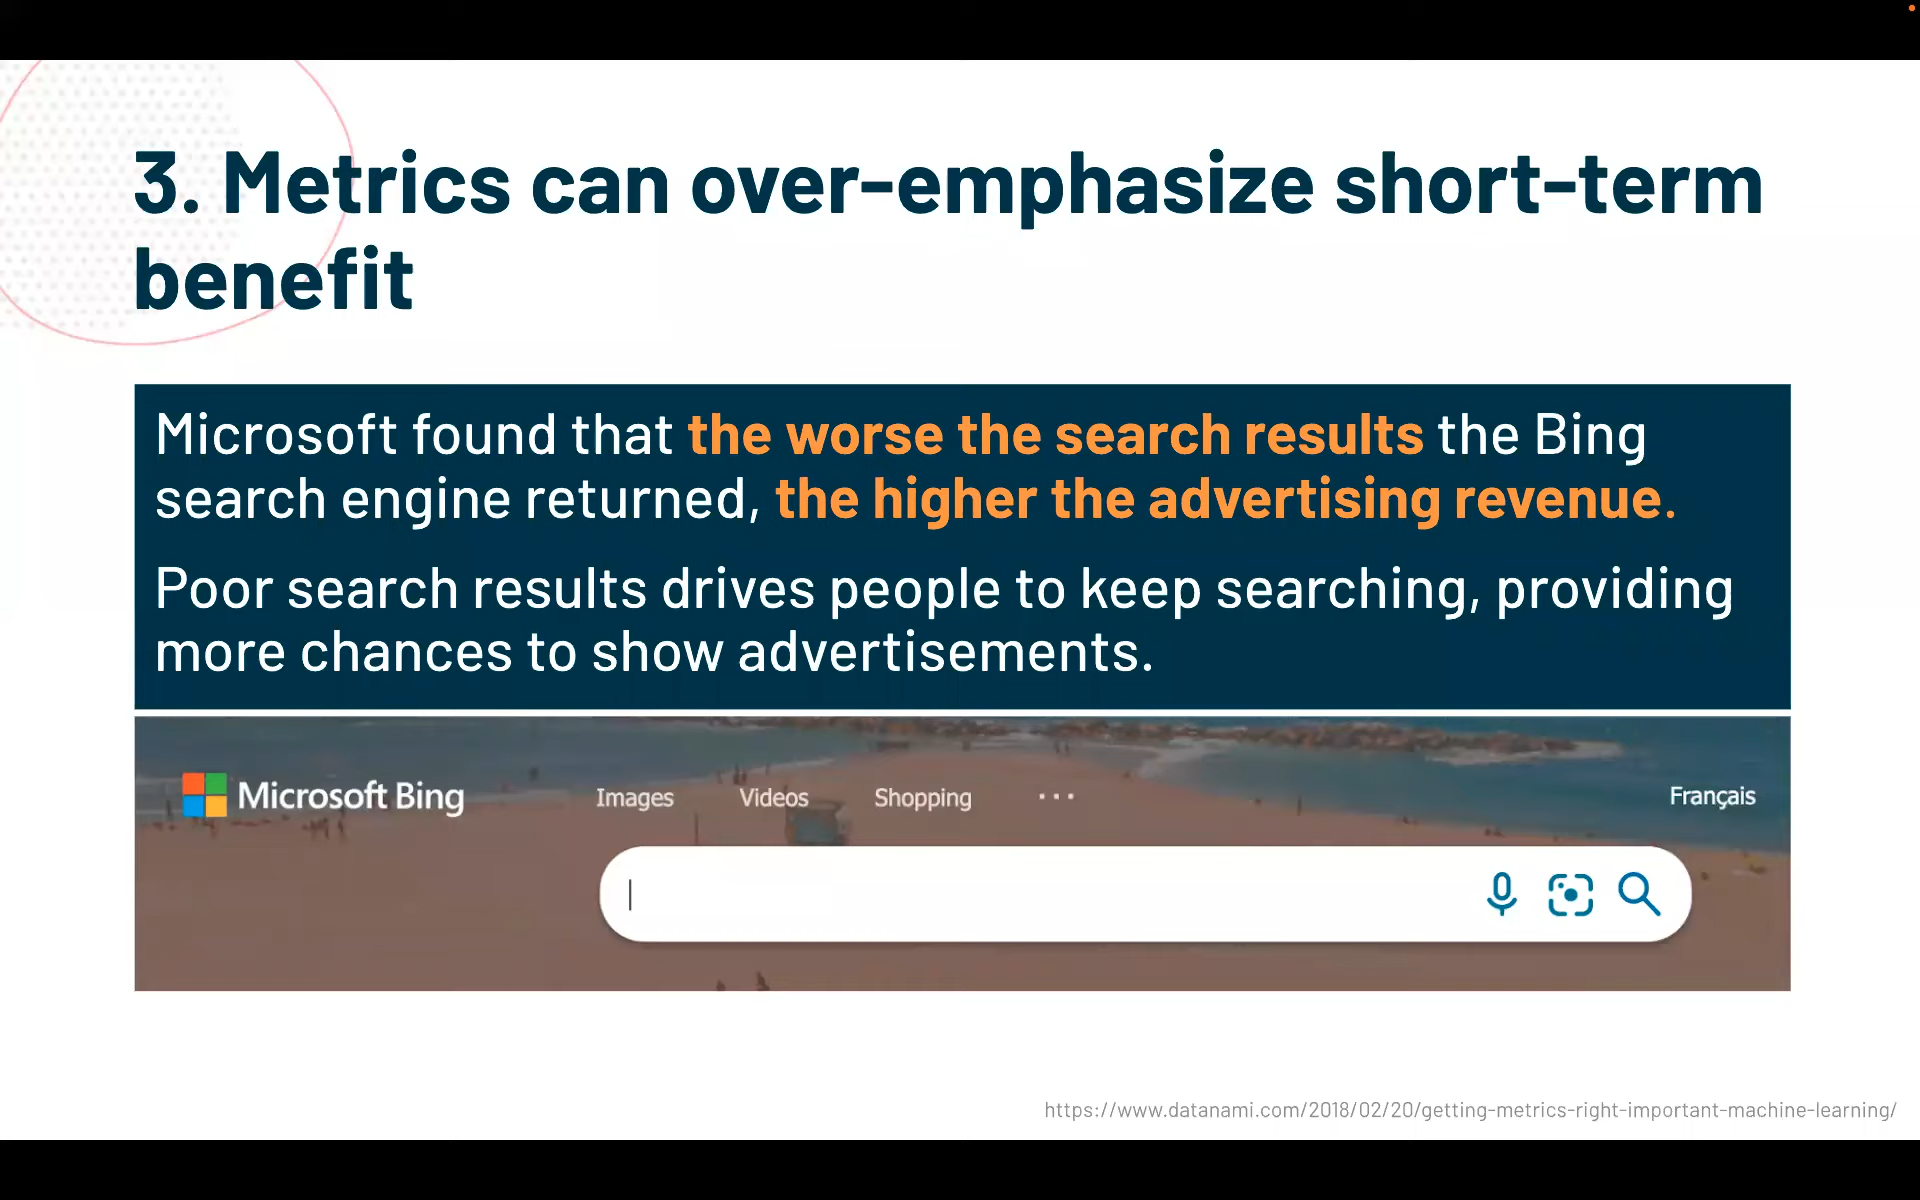 3. Metrics can over-emphasize short-term
benefit
Microsoft found that the worse the search results the Bing
search engine returned, the higher the advertising revenue.
Poor search results drives people to keep searching, providing
more chances to show advertisements.
Microsoft Bing Images Videos Shopping ··· Français
https://www.datanami.com/2018/02/20/getting-metrics-right-important-machine-learning/